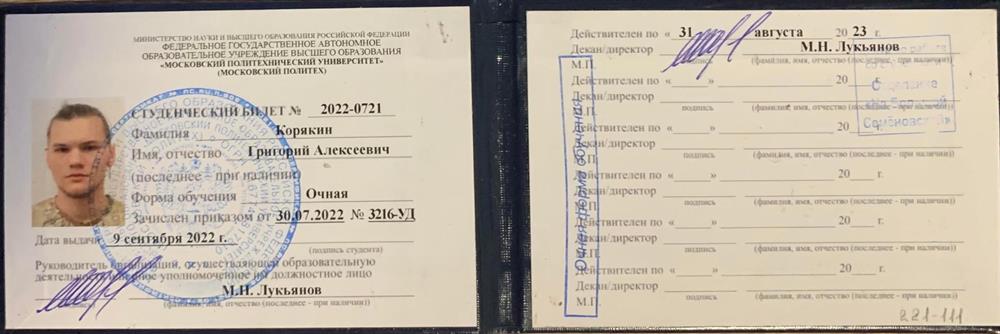 МИНИСТЕРСТВО НАУКИ И ВЫСШЕГО ОБРАЗОВАНИЯ РОССИЙСКОЙ ФЕДЕРАЦИИ
ФЕДЕРАЛЬНОЕ ГОСУДАРСТВЕННОЕ АВТОНОМНОЕ
ОБРАЗОВАТЕЛЬНОЕ УЧРЕЖДЕНИЕ ВЫСШЕГО ОБРАЗОВАНИЯ
«МОСКОВСКИЙ ПОЛИТЕХНИЧЕСКИЙ УНИВЕРСИТЕТ»
(МОСКОВСКИЙ ПОЛИТЕХ)
СТУДЕНЧЕСКИЙ БИЛЕТ № 2022-0721
Фамилия Корякин
Имя, отчество Григорий Алексеевич
(последнее - при наличии)
Форма обучения Очная
Зачислен приказом от 30.07.2022 № 3216-УД
Дата выдачи 9 сентября 2022 г.
(подпись студента)
Руководитель организации, осуществляющей образовательную
деятельность, или иное уполномоченное им должностное лицо
М.Н. Лукьянов
(фамилия, имя, отчество (последнее - при наличии))
Действителен по « 31 » августа 20 23 г.
Декан/директор М.Н. Лукьянов
М.П. подпись (фамилия, имя, отчество (последнее - при наличии))
Действителен по « » 20 г.
Декан/директор
М.П. подпись (фамилия, имя, отчество (последнее - при наличии))
Действителен по « » 20 г.
Декан/директор
М.П. подпись (фамилия, имя, отчество (последнее - при наличии))
Действителен по « » 20 г.
Декан/директор
М.П. подпись (фамилия, имя, отчество (последнее - при наличии))
Действителен по « » 20 г.
Декан/директор
М.П. подпись (фамилия, имя, отчество (последнее - при наличии))
Действителен по « » 20 г.
Декан/директор
М.П. подпись (фамилия, имя, отчество (последнее - при наличии))
Очная форма обучения
Семёновской»
221-111